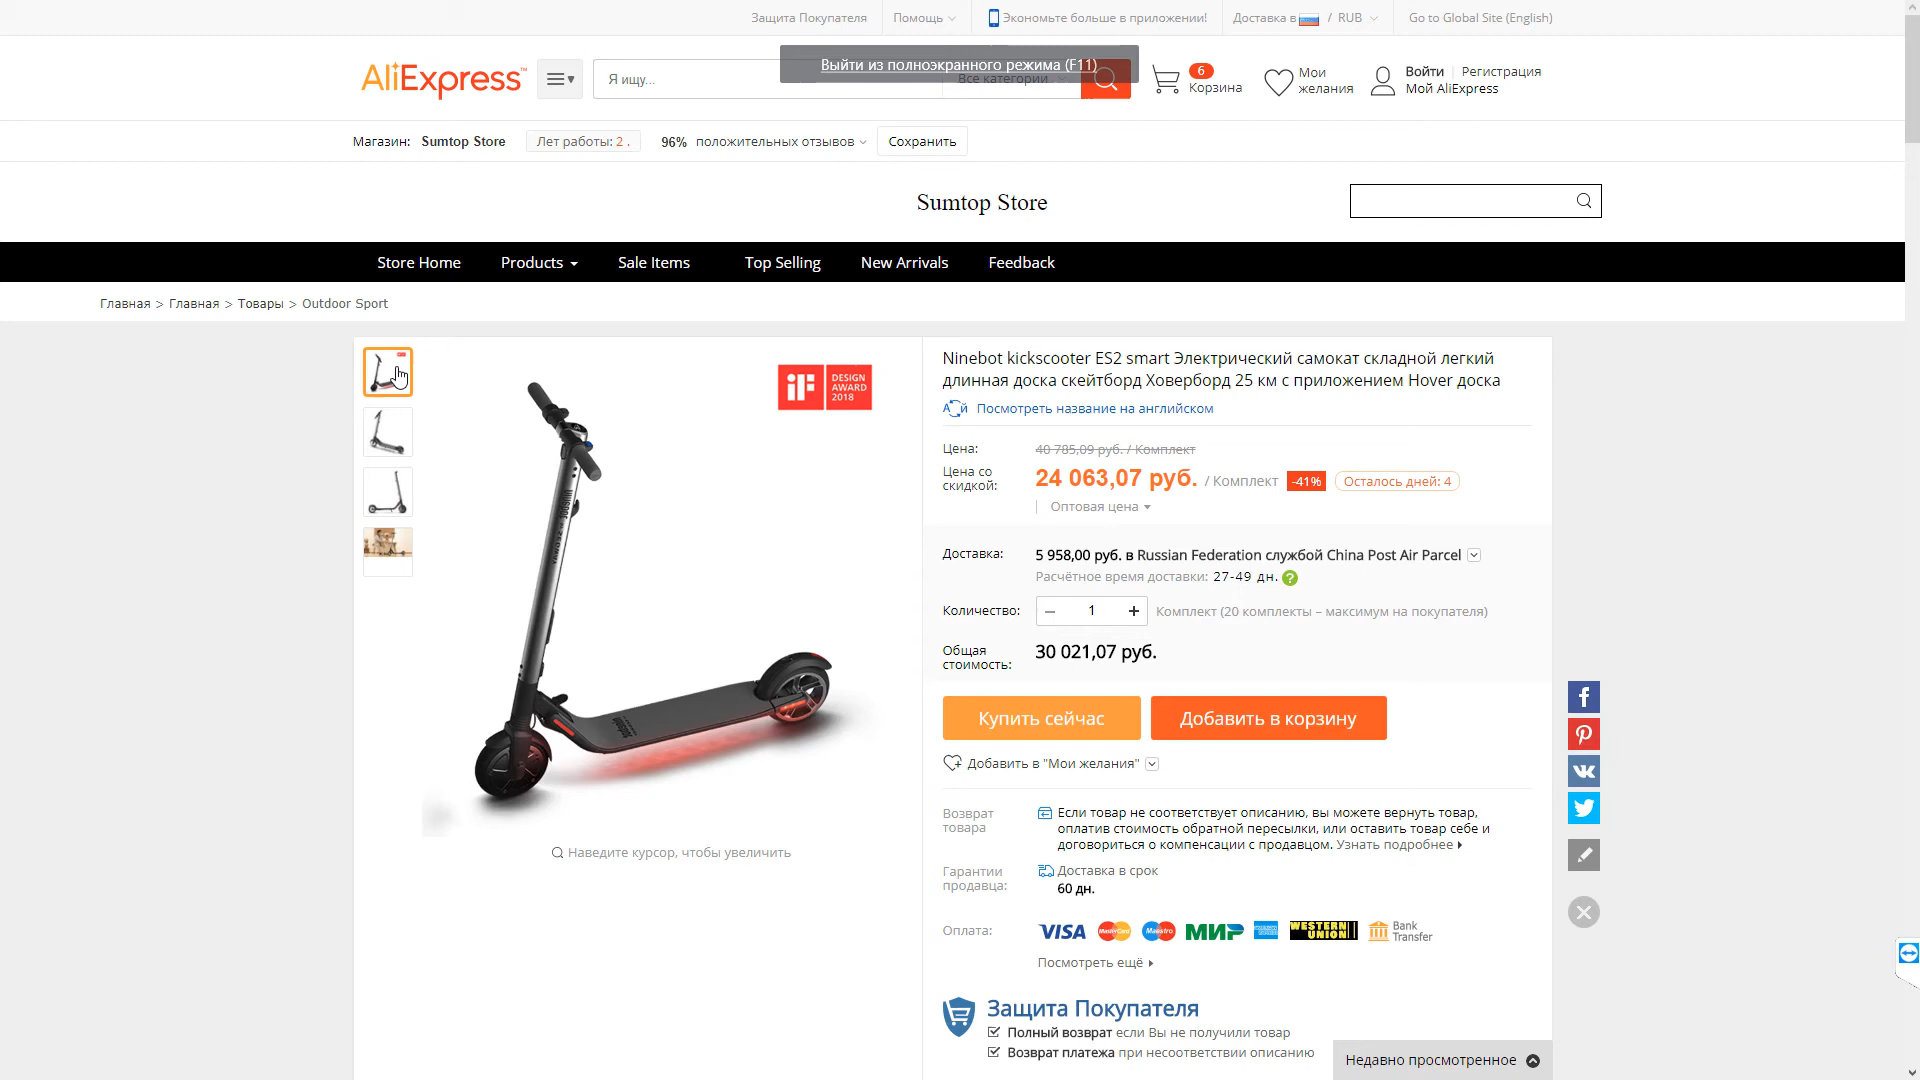 Защита Покупателя
Помощь
Экономьте больше в приложении!
Доставка в / RUB
Go to Global Site (English)
AliExpress™
Я ищу...
Все категории
Выйти из полноэкранного режима (F11)
6
Корзина
Мои желания
Войти | Регистрация
Мой AliExpress
Магазин: Sumtop Store
Лет работы: 2 .
96% положительных отзывов
Сохранить
Sumtop Store
Store Home
Products
Sale Items
Top Selling
New Arrivals
Feedback
Главная > Главная > Товары > Outdoor Sport
iF DESIGN AWARD 2018
Наведите курсор, чтобы увеличить
Ninebot kickscooter ES2 smart Электрический самокат складной легкий
длинная доска скейтборд Ховерборд 25 км с приложением Hover доска
Посмотреть название на английском
Цена: 40 785,09 руб. / Комплект
Цена со скидкой: 24 063,07 руб. / Комплект -41% Осталось дней: 4
Оптовая цена
Доставка: 5 958,00 руб. в Russian Federation службой China Post Air Parcel
Расчётное время доставки: 27-49 дн. ?
Количество: − 1 + Комплект (20 комплекты – максимум на покупателя)
Общая стоимость: 30 021,07 руб.
Купить сейчас
Добавить в корзину
Добавить в "Мои желания"
Возврат товара
Если товар не соответствует описанию, вы можете вернуть товар,
оплатив стоимость обратной пересылки, или оставить товар себе и
договориться о компенсации с продавцом. Узнать подробнее
Гарантии продавца:
Доставка в срок
60 дн.
Оплата: VISA MasterCard Maestro МИР WESTERN UNION Bank Transfer
Посмотреть ещё
Защита Покупателя
Полный возврат если Вы не получили товар
Возврат платежа при несоответствии описанию
Недавно просмотренное